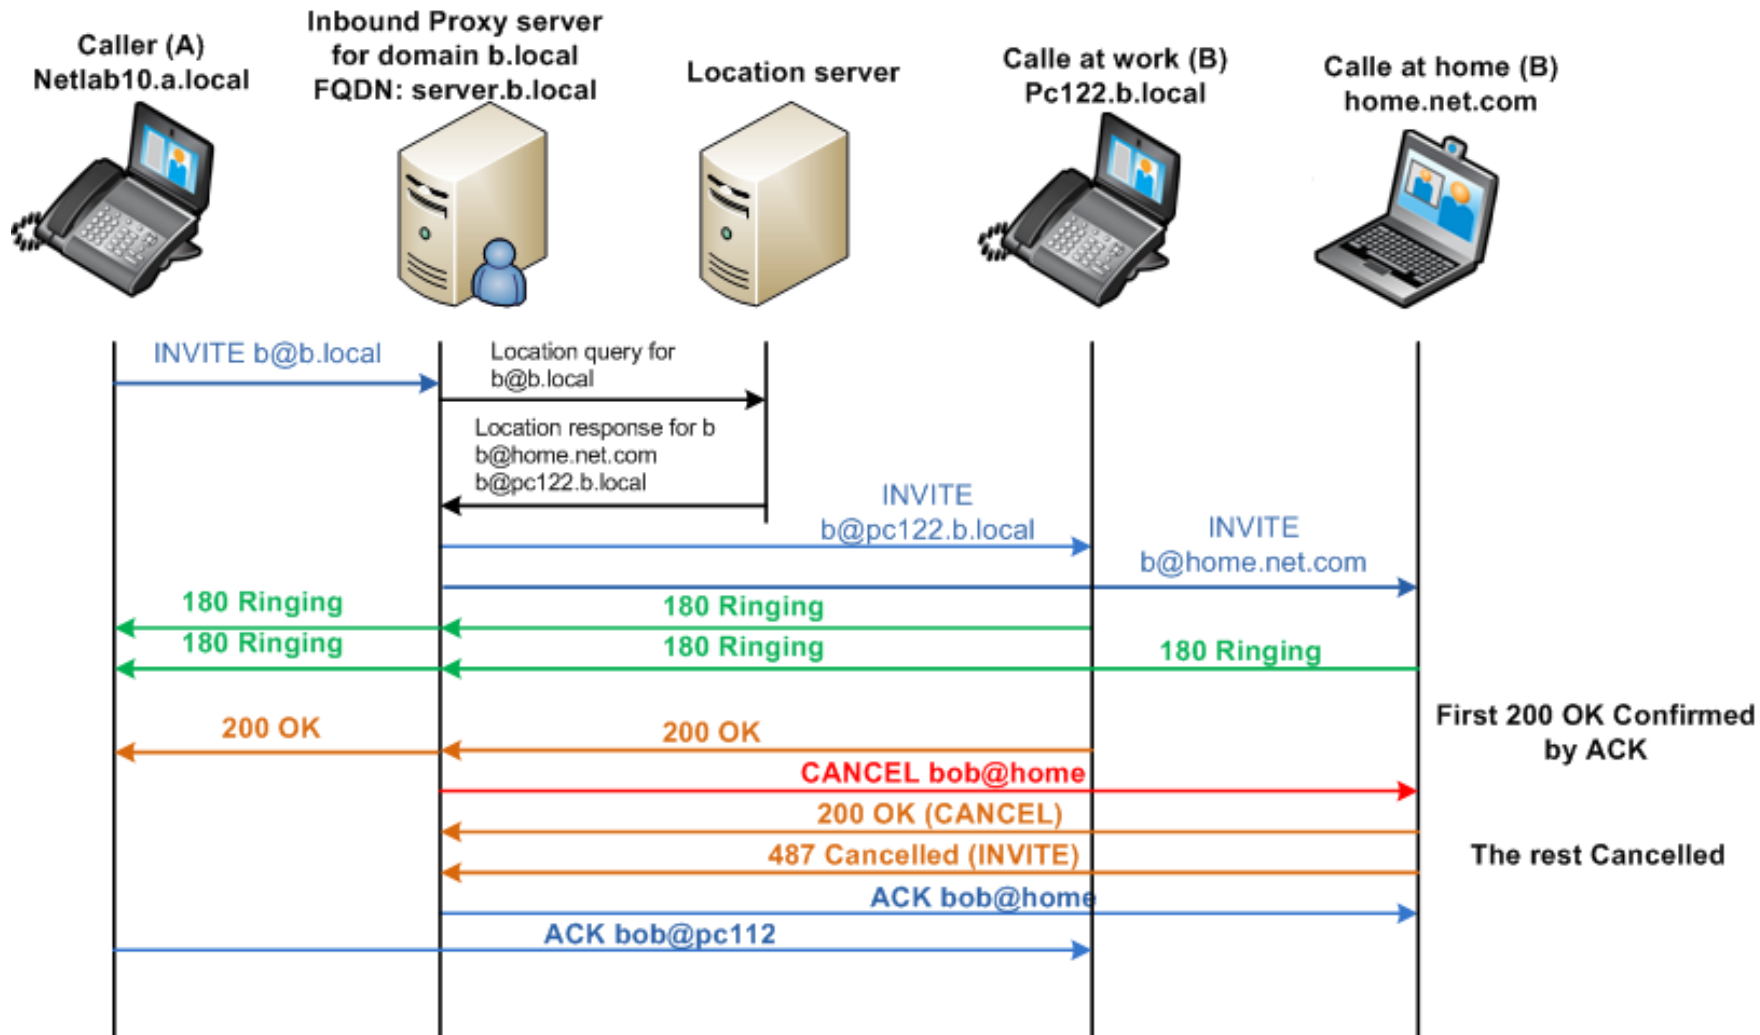 Caller (A)
Netlab10.a.local
Inbound Proxy server
for domain b.local
FQDN: server.b.local
Location server
Calle at work (B)
Pc122.b.local
Calle at home (B)
home.net.com
INVITE b@b.local
Location query for
b@b.local
Location response for b
b@home.net.com
b@pc122.b.local
INVITE
b@pc122.b.local
INVITE
b@home.net.com
180 Ringing
180 Ringing
180 Ringing
180 Ringing
180 Ringing
200 OK
200 OK
First 200 OK Confirmed
by ACK
CANCEL bob@home
200 OK (CANCEL)
487 Cancelled (INVITE)
The rest Cancelled
ACK bob@home
ACK bob@pc112